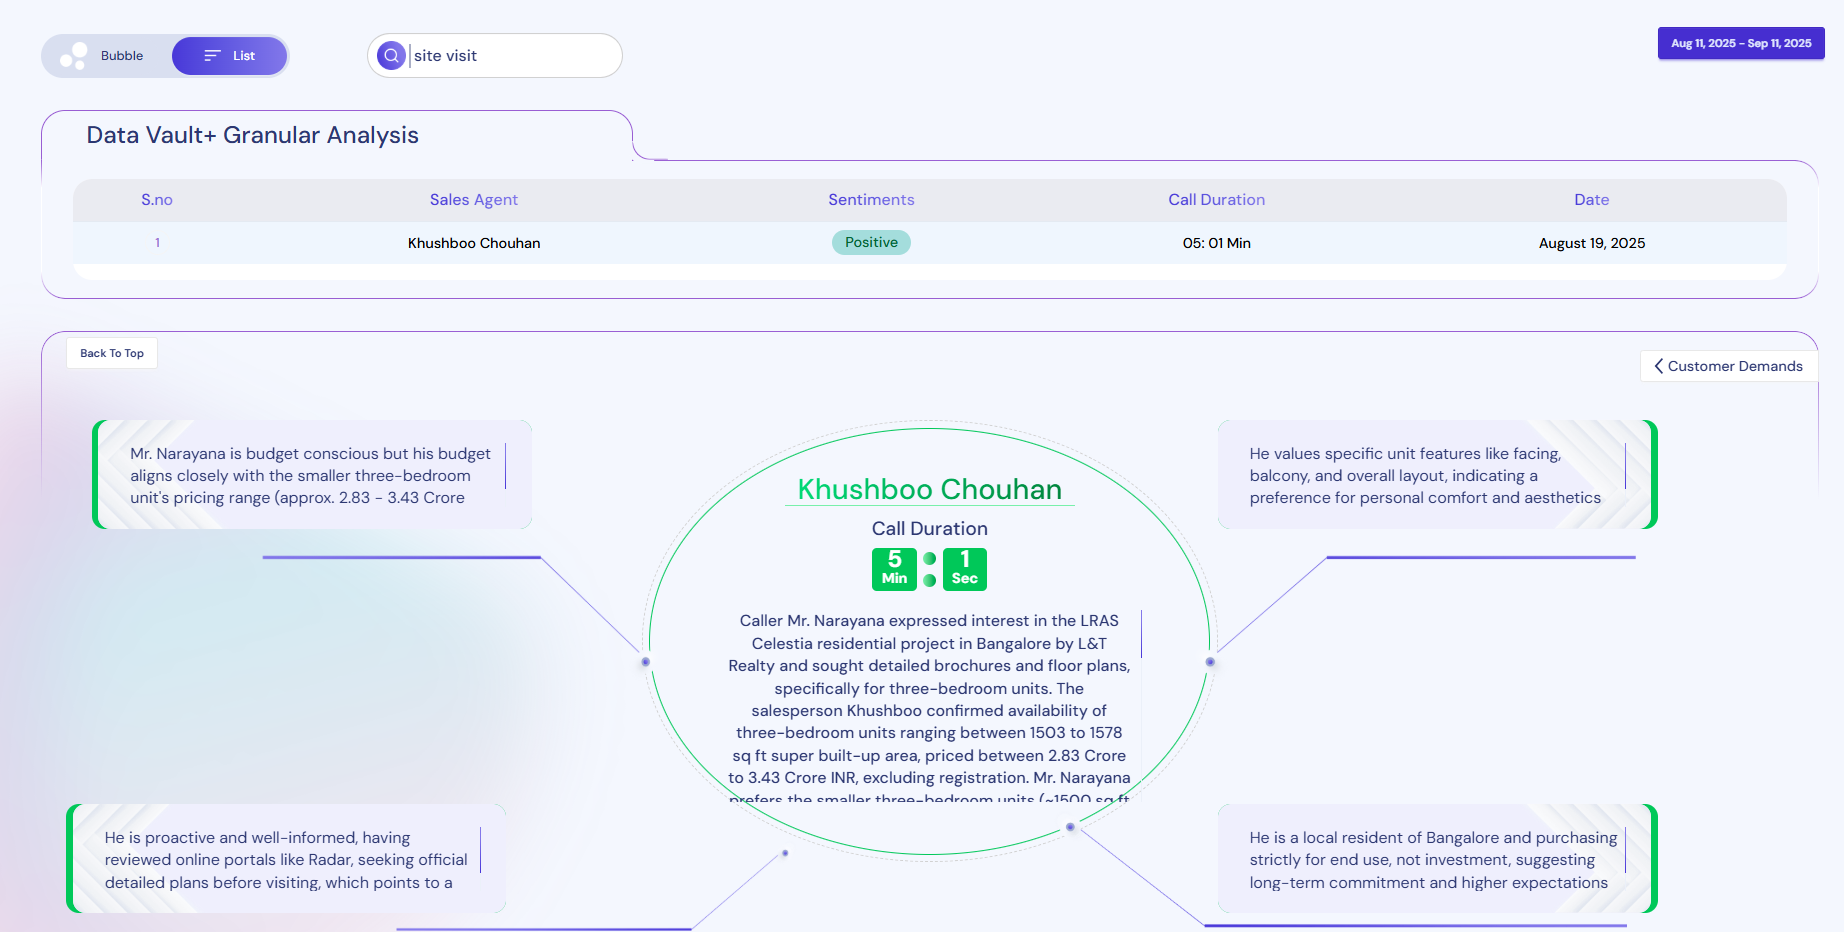 Bubble
List
site visit
Aug 11, 2025 - Sep 11, 2025
Data Vault+ Granular Analysis
S.no Sales Agent Sentiments Call Duration Date
1 Khushboo Chouhan Positive 05: 01 Min August 19, 2025
Back To Top
Customer Demands
Mr. Narayana is budget conscious but his budget
aligns closely with the smaller three-bedroom
unit's pricing range (approx. 2.83 - 3.43 Crore
Khushboo Chouhan
Call Duration
5 1
Min Sec
Caller Mr. Narayana expressed interest in the LRAS
Celestia residential project in Bangalore by L&T
Realty and sought detailed brochures and floor plans,
specifically for three-bedroom units. The
salesperson Khushboo confirmed availability of
three-bedroom units ranging between 1503 to 1578
sq ft super built-up area, priced between 2.83 Crore
to 3.43 Crore INR, excluding registration. Mr. Narayana
prefers the smaller three-bedroom units (~1500 sq ft
He values specific unit features like facing,
balcony, and overall layout, indicating a
preference for personal comfort and aesthetics
He is proactive and well-informed, having
reviewed online portals like Radar, seeking official
detailed plans before visiting, which points to a
He is a local resident of Bangalore and purchasing
strictly for end use, not investment, suggesting
long-term commitment and higher expectations